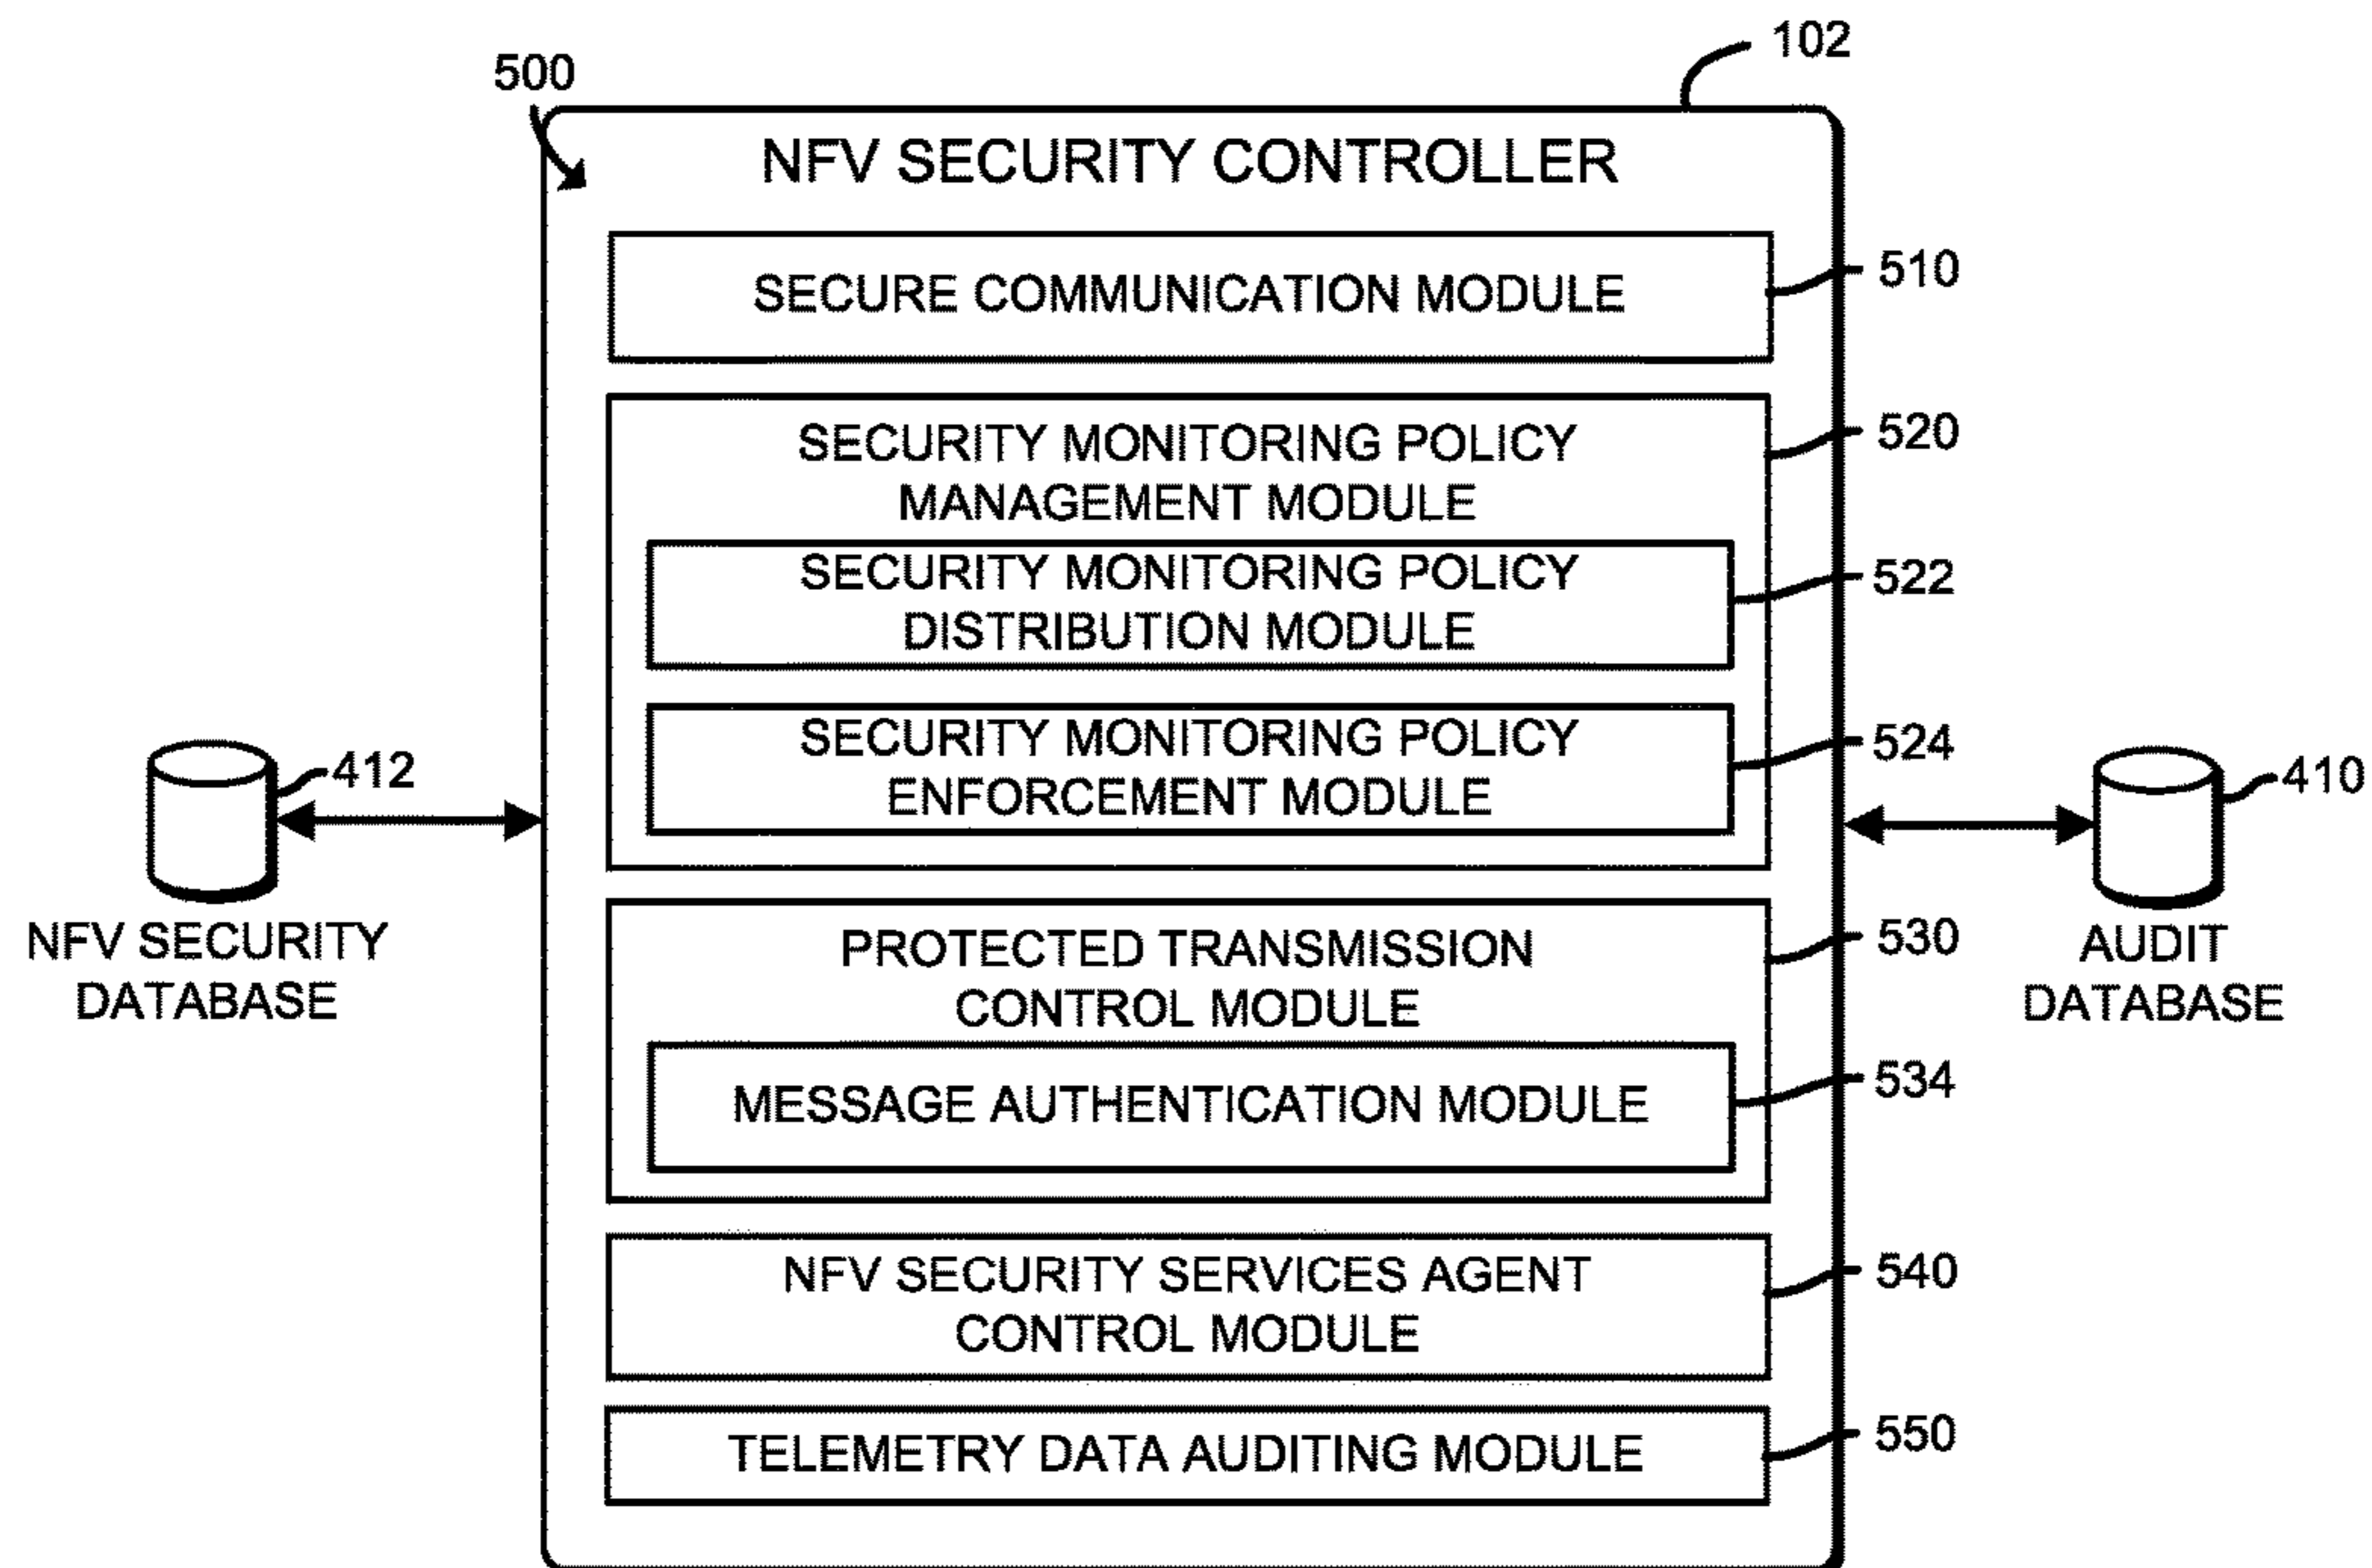 102
500
NFV SECURITY CONTROLLER
SECURE COMMUNICATION MODULE
510
SECURITY MONITORING POLICY
MANAGEMENT MODULE
520
SECURITY MONITORING POLICY
DISTRIBUTION MODULE
522
SECURITY MONITORING POLICY
ENFORCEMENT MODULE
524
412
NFV SECURITY
DATABASE
410
AUDIT
DATABASE
PROTECTED TRANSMISSION
CONTROL MODULE
530
MESSAGE AUTHENTICATION MODULE
534
NFV SECURITY SERVICES AGENT
CONTROL MODULE
540
TELEMETRY DATA AUDITING MODULE
550